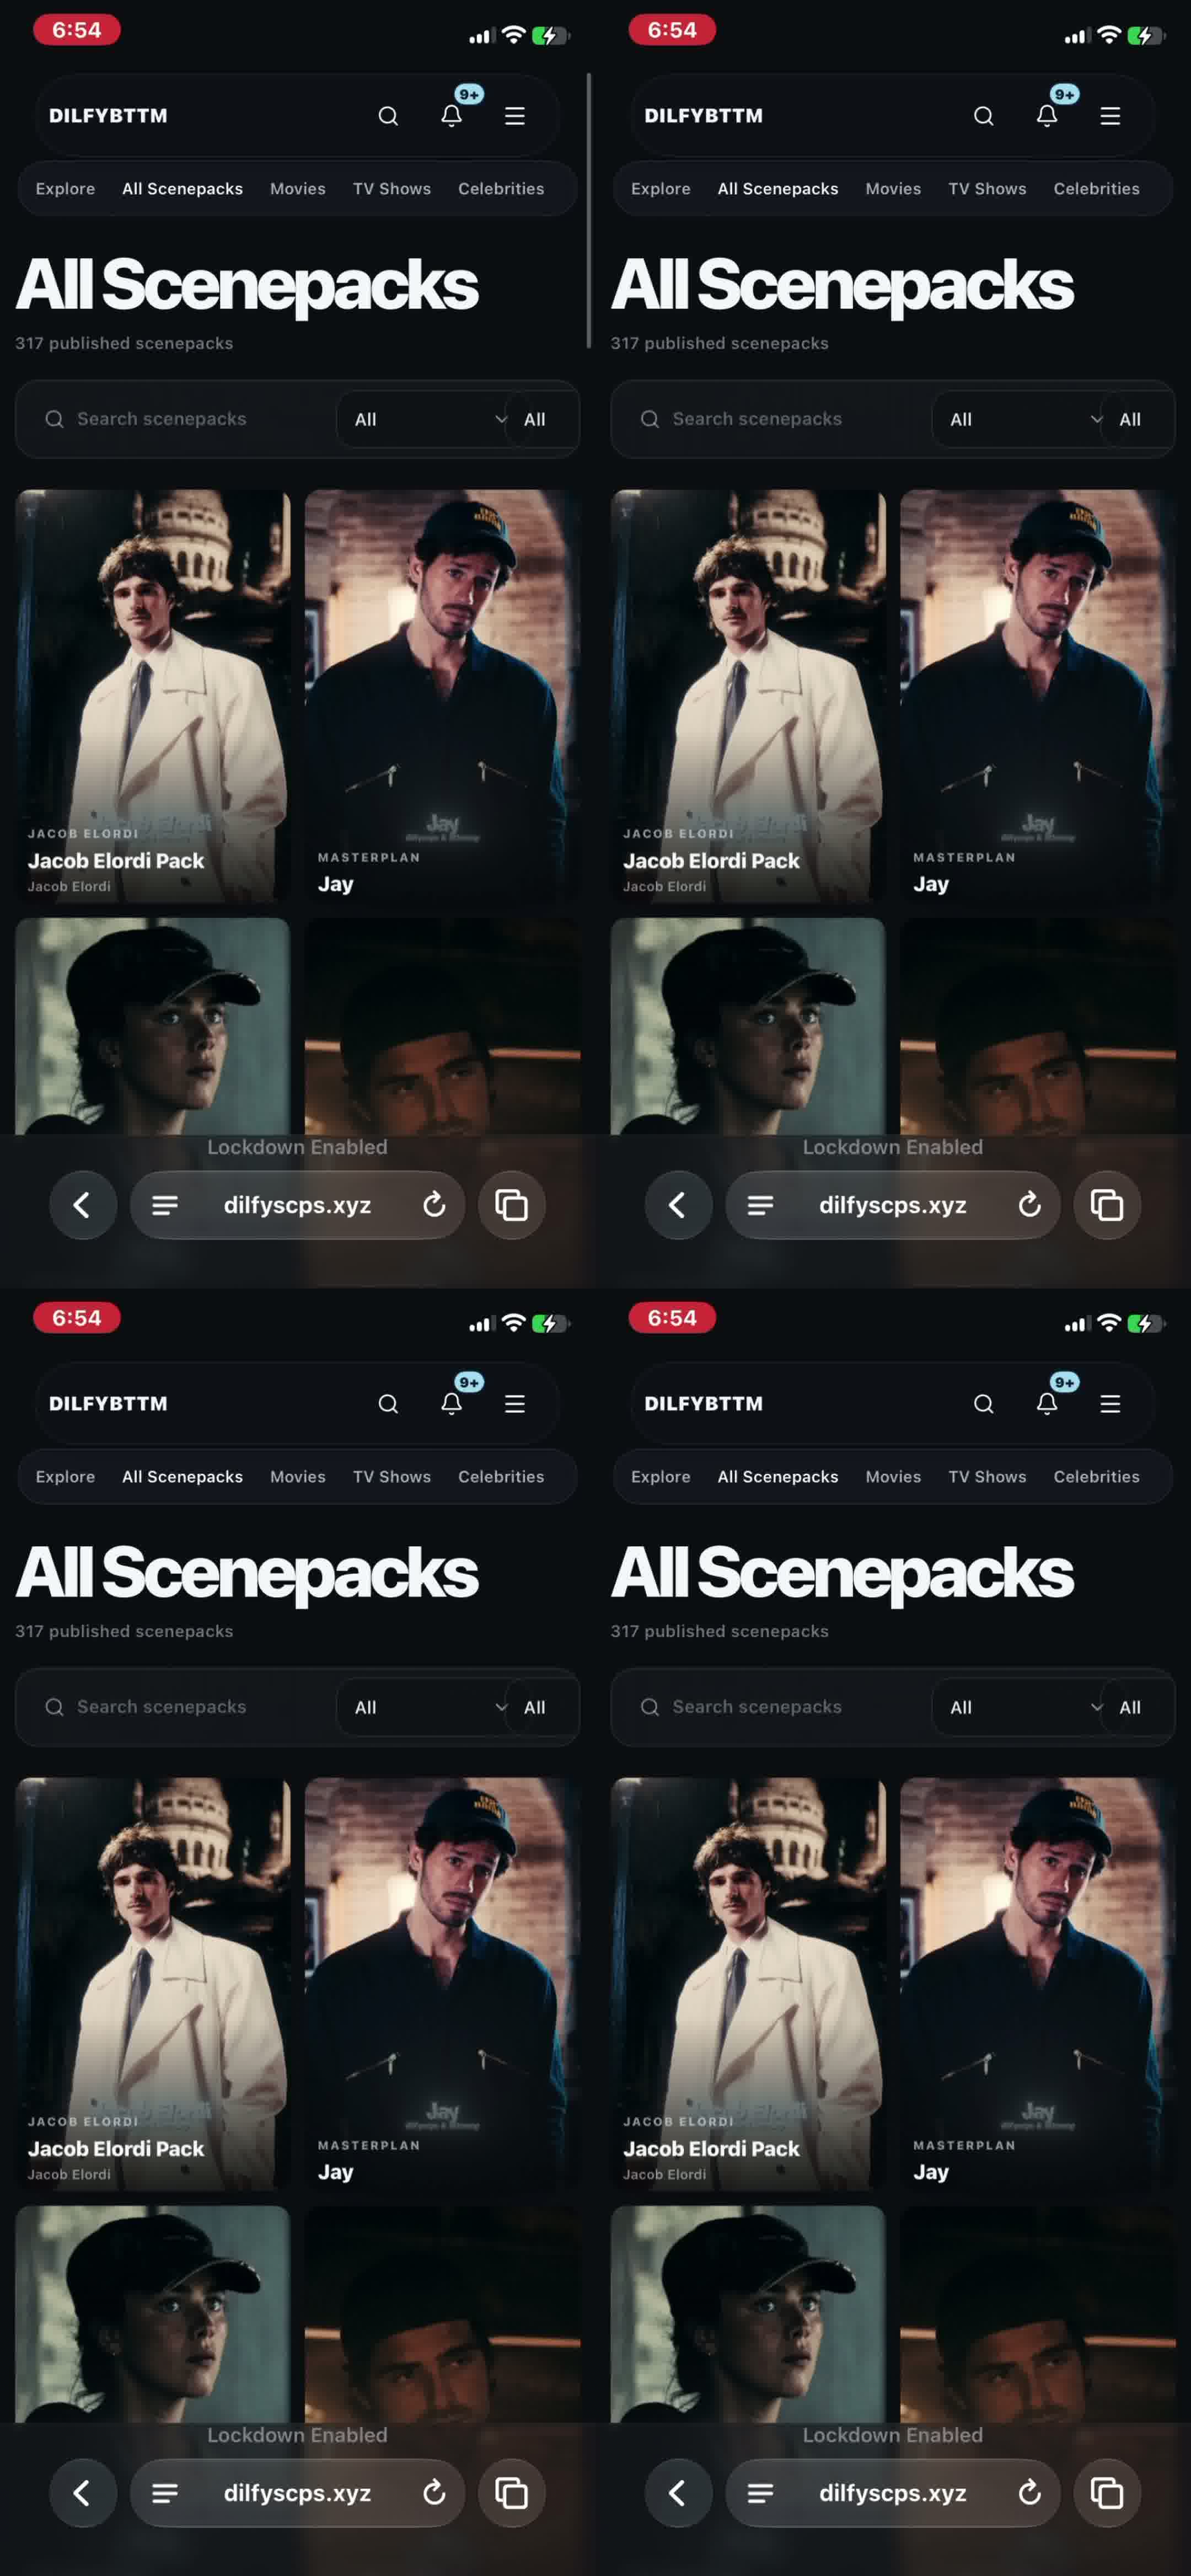 6:54
9+
DILFYBTTM
Explore All Scenepacks Movies TV Shows Celebrities
All Scenepacks
317 published scenepacks
Search scenepacks All All
JACOB ELORDI
Jacob Elordi Pack
Jacob Elordi
Jay
MASTERPLAN
Jay
Lockdown Enabled
dilfyscps.xyz
6:54
9+
DILFYBTTM
Explore All Scenepacks Movies TV Shows Celebrities
All Scenepacks
317 published scenepacks
Search scenepacks All All
JACOB ELORDI
Jacob Elordi Pack
Jacob Elordi
Jay
MASTERPLAN
Jay
Lockdown Enabled
dilfyscps.xyz
6:54
9+
DILFYBTTM
Explore All Scenepacks Movies TV Shows Celebrities
All Scenepacks
317 published scenepacks
Search scenepacks All All
JACOB ELORDI
Jacob Elordi Pack
Jacob Elordi
Jay
MASTERPLAN
Jay
Lockdown Enabled
dilfyscps.xyz
6:54
9+
DILFYBTTM
Explore All Scenepacks Movies TV Shows Celebrities
All Scenepacks
317 published scenepacks
Search scenepacks All All
JACOB ELORDI
Jacob Elordi Pack
Jacob Elordi
Jay
MASTERPLAN
Jay
Lockdown Enabled
dilfyscps.xyz